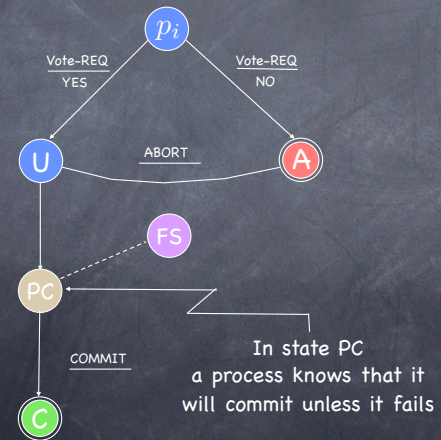 pi
Vote-REQ
YES
Vote-REQ
NO
U
ABORT
A
FS
PC
COMMIT
C
In state PC
a process knows that it
will commit unless it fails